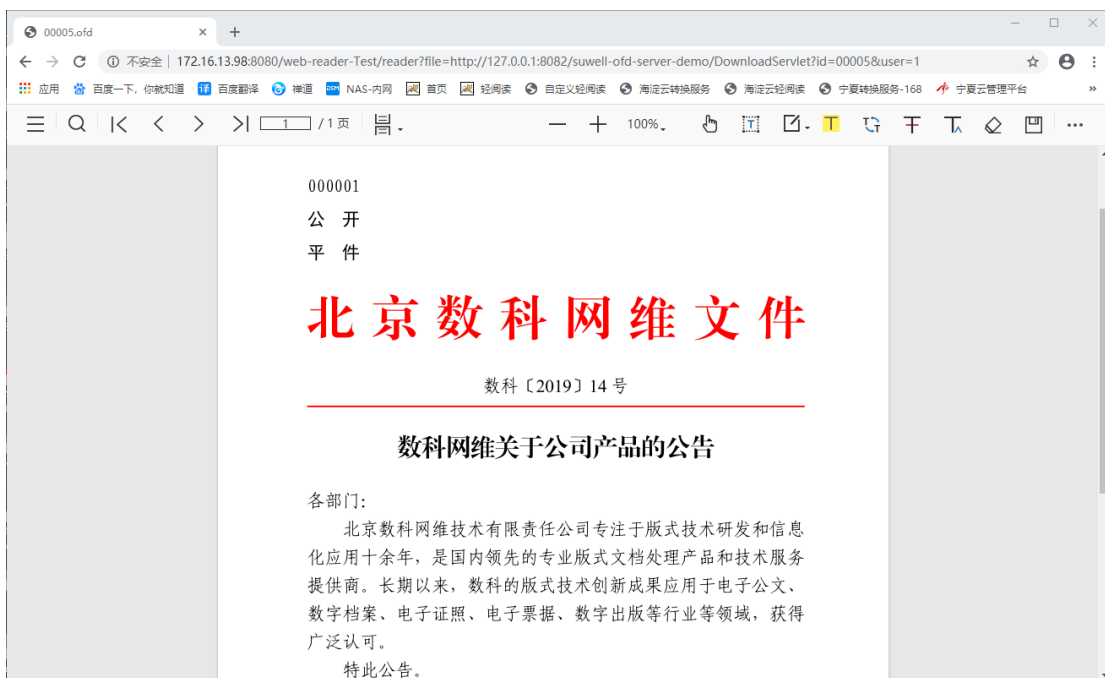 00005.ofd
不安全 | 172.16.13.98:8080/web-reader-Test/reader?file=http://127.0.0.1:8082/suwell-ofd-server-demo/DownloadServlet?id=00005&user=1
应用 百度一下，你就知道 译 百度翻译 禅道 NAS-内网 首页 轻阅读 自定义轻阅读 海淀云转换服务 海淀云轻阅读 宁夏转换服务-168 宁夏云管理平台 »
1 / 1 页 100%
000001
公 开
平 件
北京数科网维文件
数科〔2019〕14 号
数科网维关于公司产品的公告
各部门：
北京数科网维技术有限责任公司专注于版式技术研发和信息
化应用十余年，是国内领先的专业版式文档处理产品和技术服务
提供商。长期以来，数科的版式技术创新成果应用于电子公文、
数字档案、电子证照、电子票据、数字出版等行业等领域，获得
广泛认可。
特此公告。